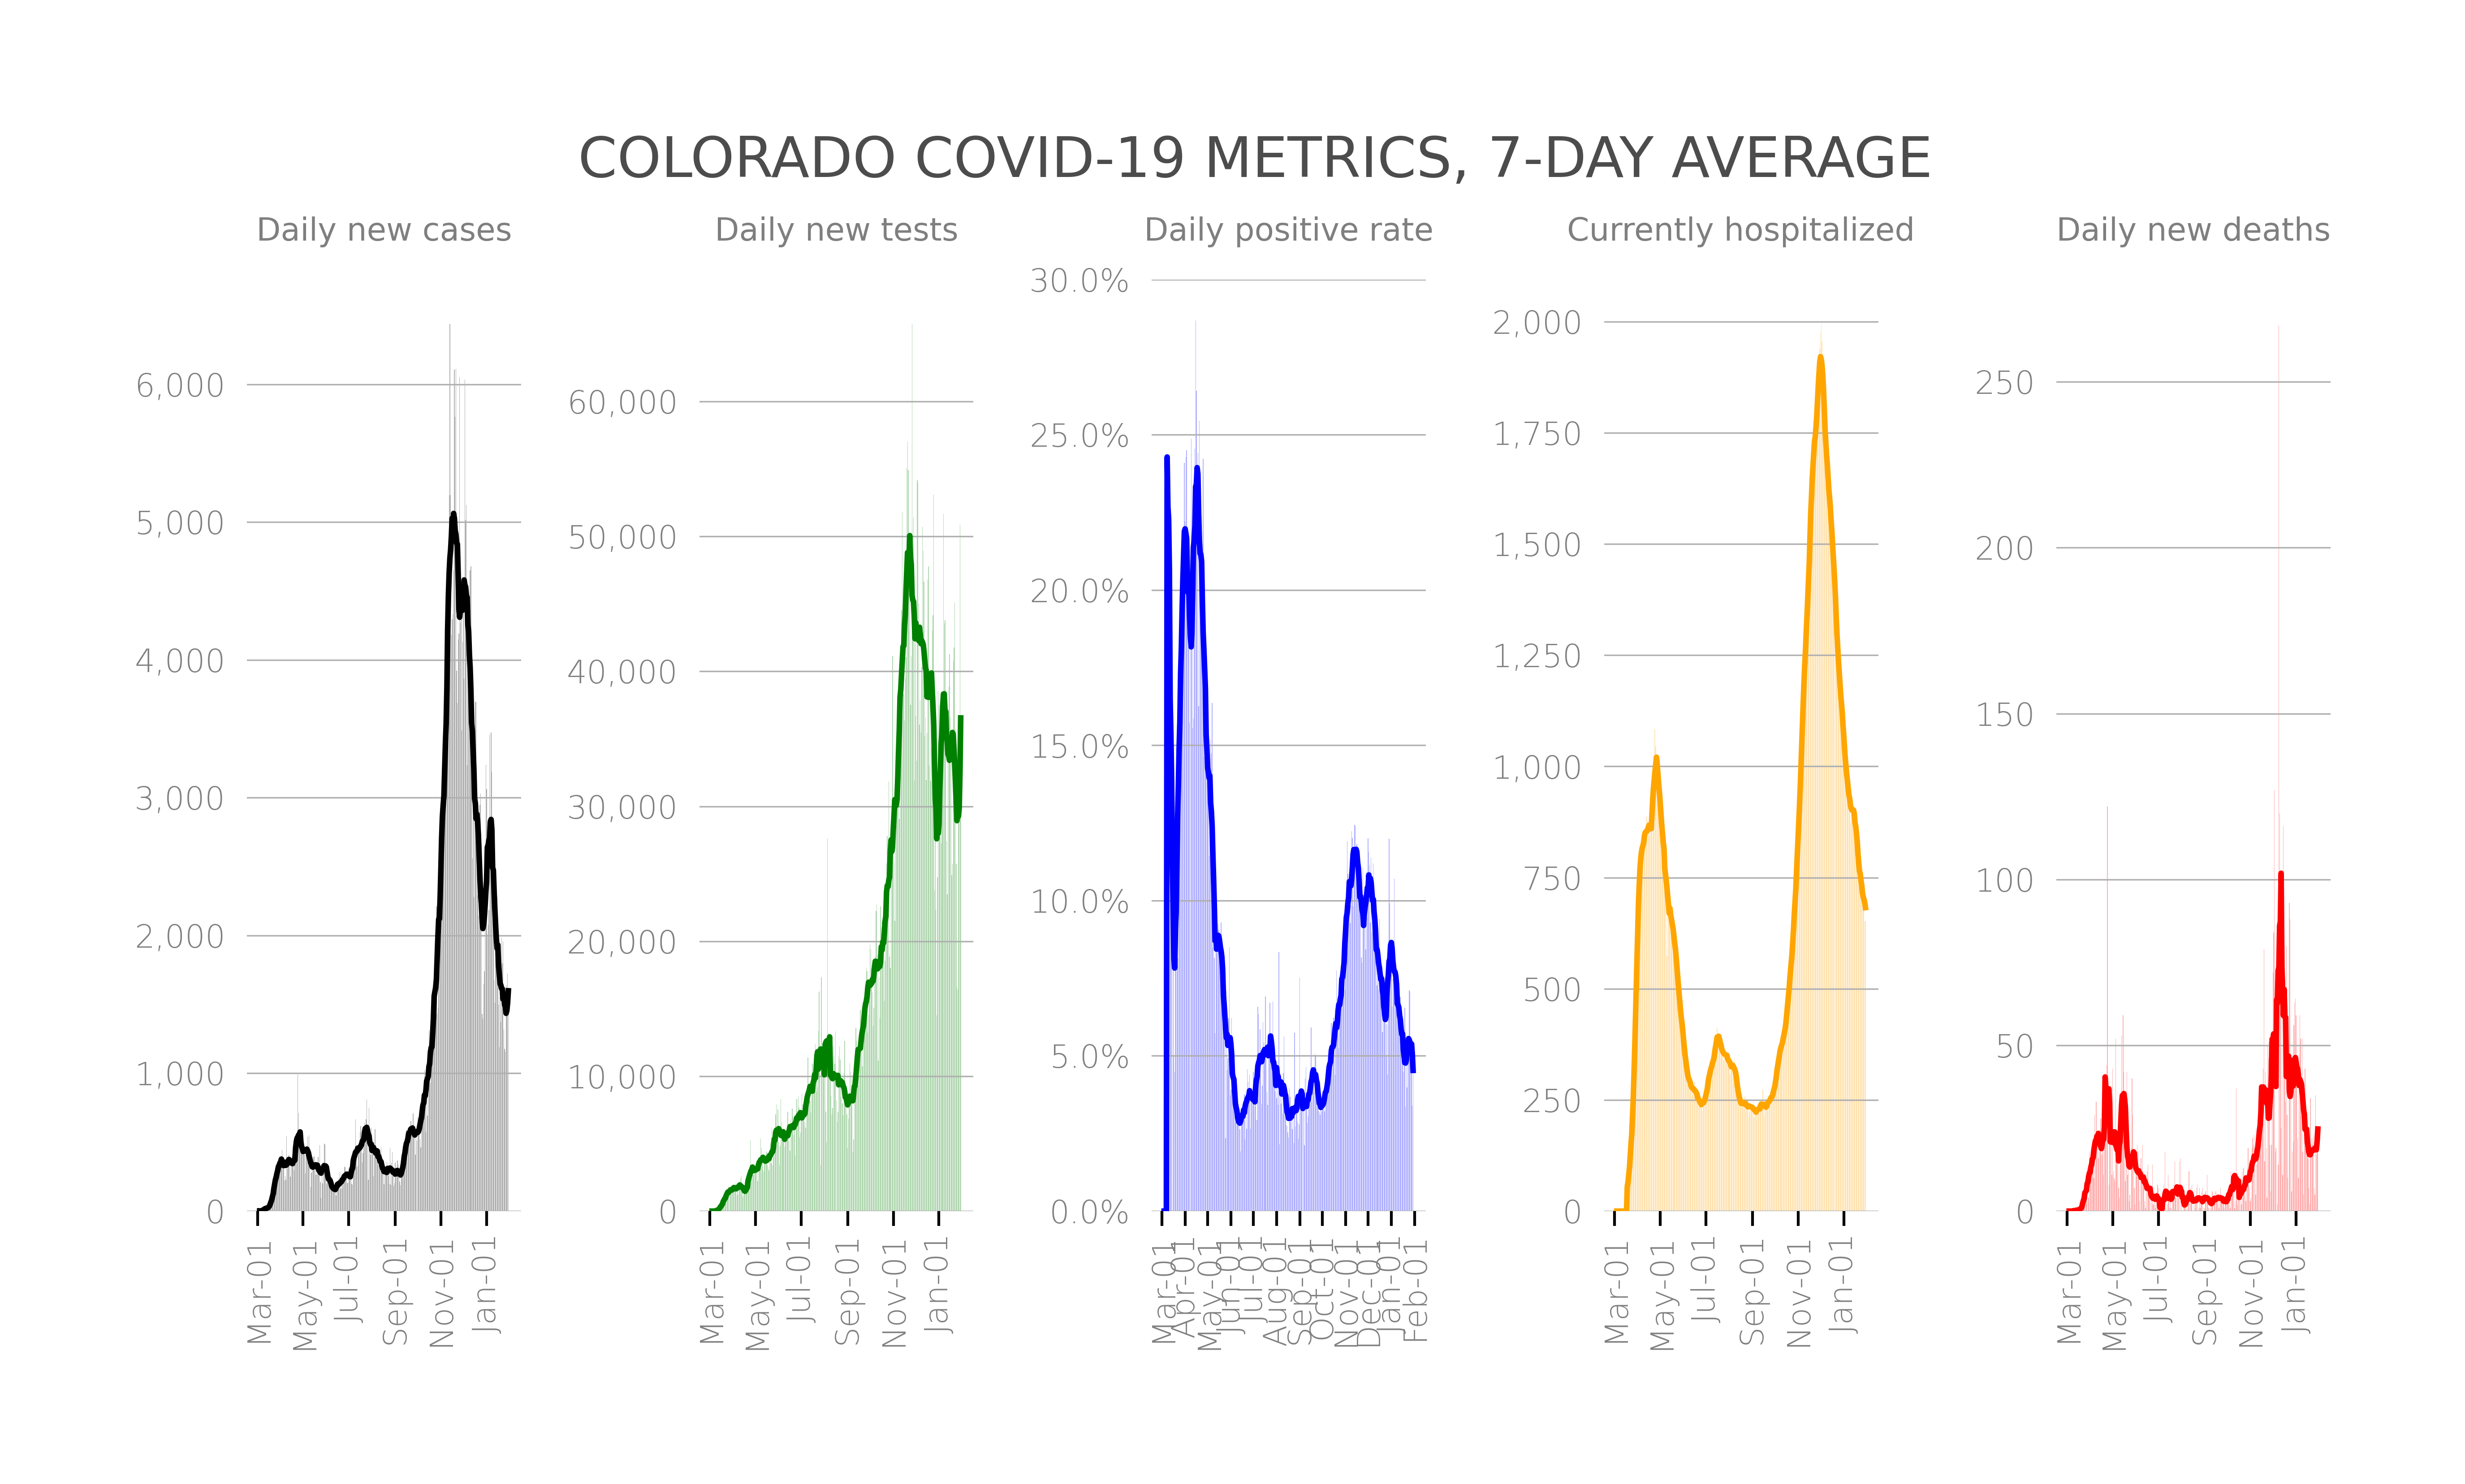 COLORADO COVID-19 METRICS, 7-DAY AVERAGE
Daily new cases
6,000
5,000
4,000
3,000
2,000
1,000
0
Mar-01
May-01
Jul-01
Sep-01
Nov-01
Jan-01
Daily new tests
60,000
50,000
40,000
30,000
20,000
10,000
0
Mar-01
May-01
Jul-01
Sep-01
Nov-01
Jan-01
Daily positive rate
30.0%
25.0%
20.0%
15.0%
10.0%
5.0%
0.0%
Mar-01
Apr-01
May-01
Jun-01
Jul-01
Aug-01
Sep-01
Oct-01
Nov-01
Dec-01
Jan-01
Feb-01
Currently hospitalized
2,000
1,750
1,500
1,250
1,000
750
500
250
0
Mar-01
May-01
Jul-01
Sep-01
Nov-01
Jan-01
Daily new deaths
250
200
150
100
50
0
Mar-01
May-01
Jul-01
Sep-01
Nov-01
Jan-01